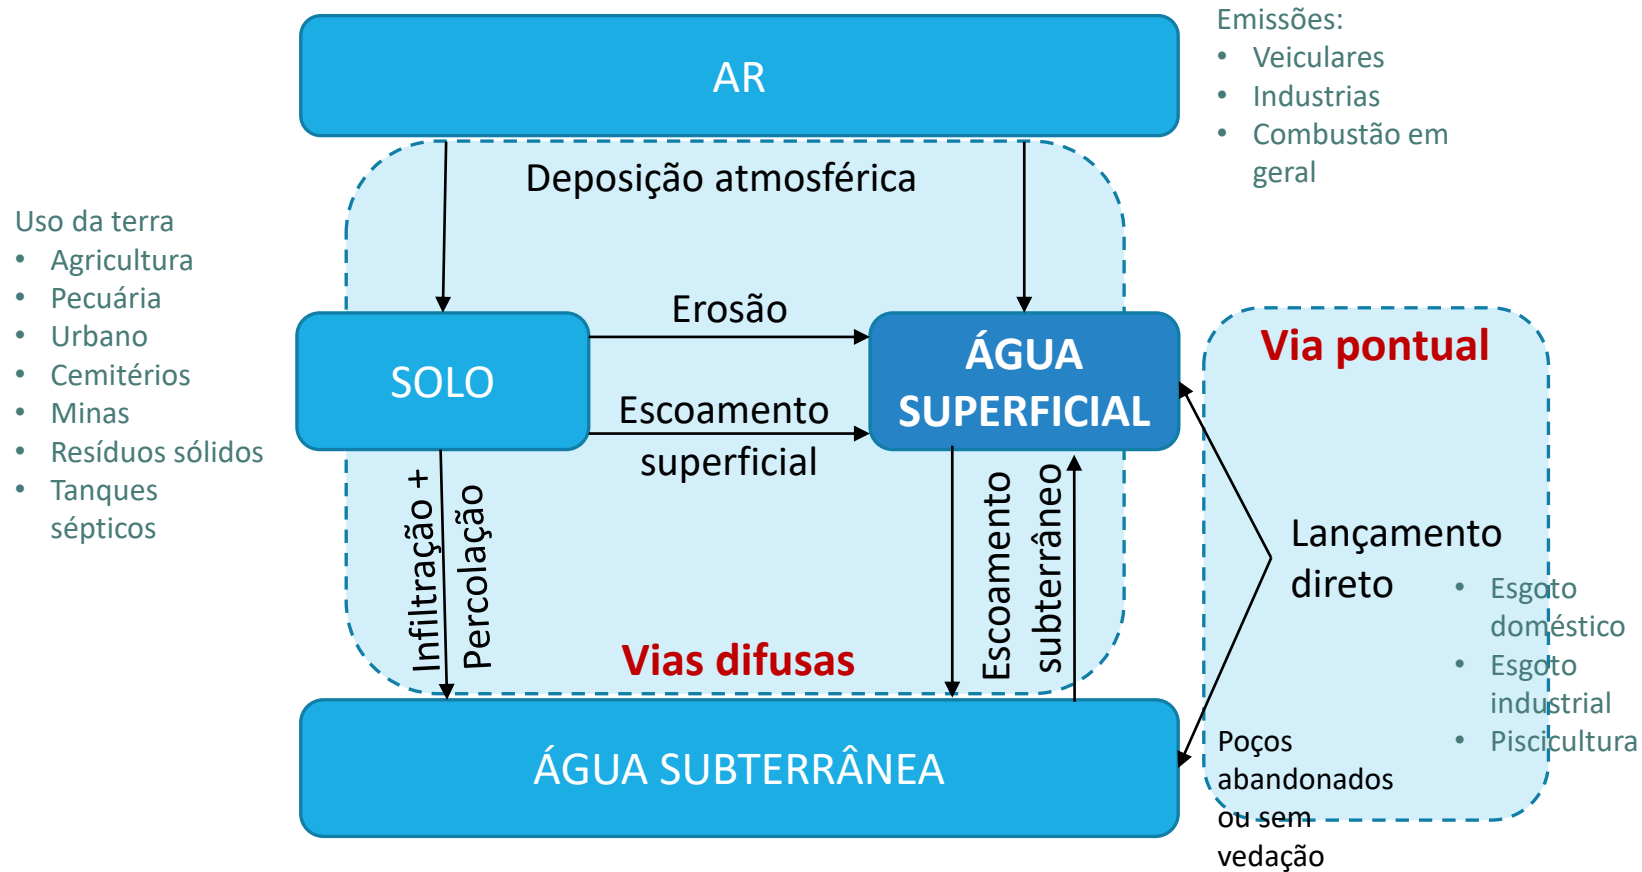 AR
Emissões:
• Veiculares
• Industrias
• Combustão em
geral
Deposição atmosférica
Uso da terra
• Agricultura
• Pecuária
• Urbano
• Cemitérios
• Minas
• Resíduos sólidos
• Tanques
sépticos
SOLO
Erosão
Escoamento
superficial
ÁGUA
SUPERFICIAL
Via pontual
Infiltração +
Percolação
Escoamento
subterrâneo
Vias difusas
Lançamento
direto
• Esgoto
doméstico
• Esgoto
industrial
• Piscicultura
ÁGUA SUBTERRÂNEA
Poços
abandonados
ou sem
vedação